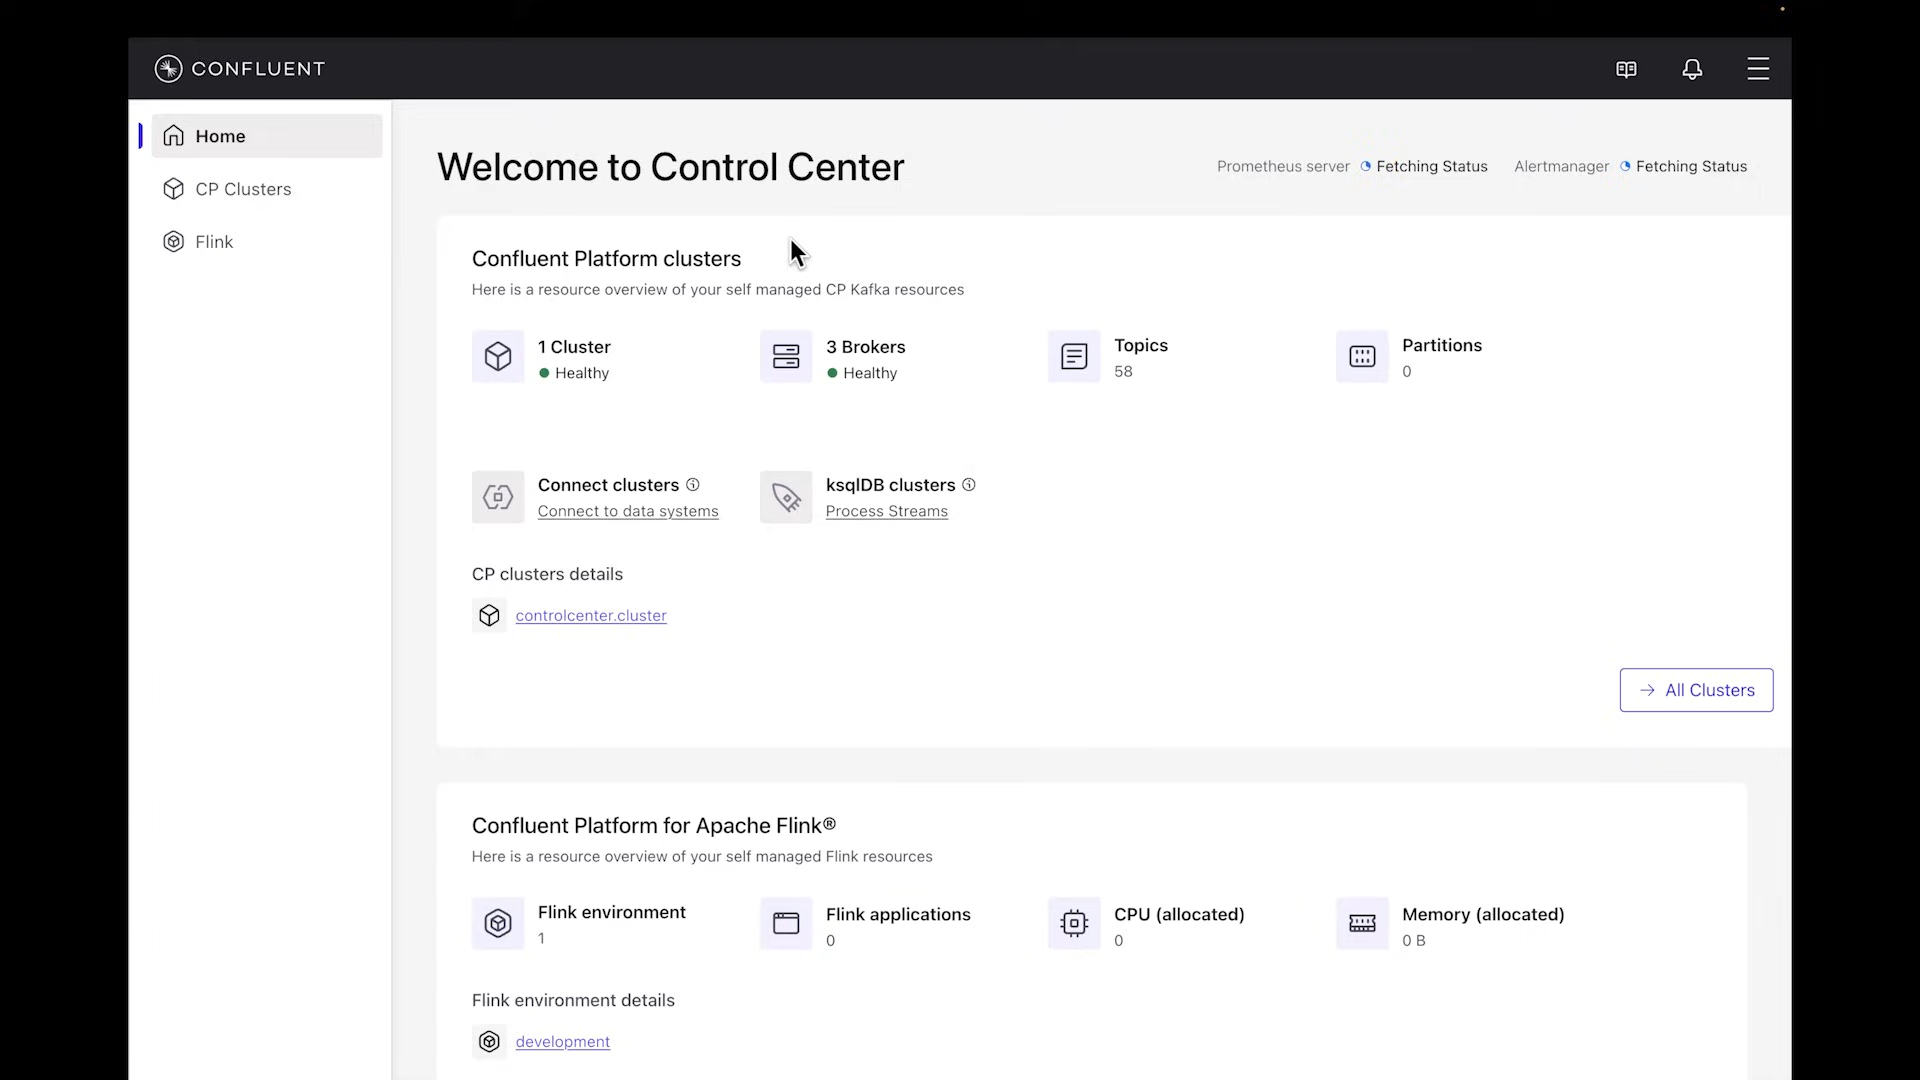 CONFLUENT
Home
CP Clusters
Flink
Welcome to Control Center
Prometheus server Fetching Status Alertmanager Fetching Status
Confluent Platform clusters
Here is a resource overview of your self managed CP Kafka resources
1 Cluster
Healthy
3 Brokers
Healthy
Topics
58
Partitions
0
Connect clusters
Connect to data systems
ksqlDB clusters
Process Streams
CP clusters details
controlcenter.cluster
All Clusters
Confluent Platform for Apache Flink®
Here is a resource overview of your self managed Flink resources
Flink environment
1
Flink applications
0
CPU (allocated)
0
Memory (allocated)
0 B
Flink environment details
development